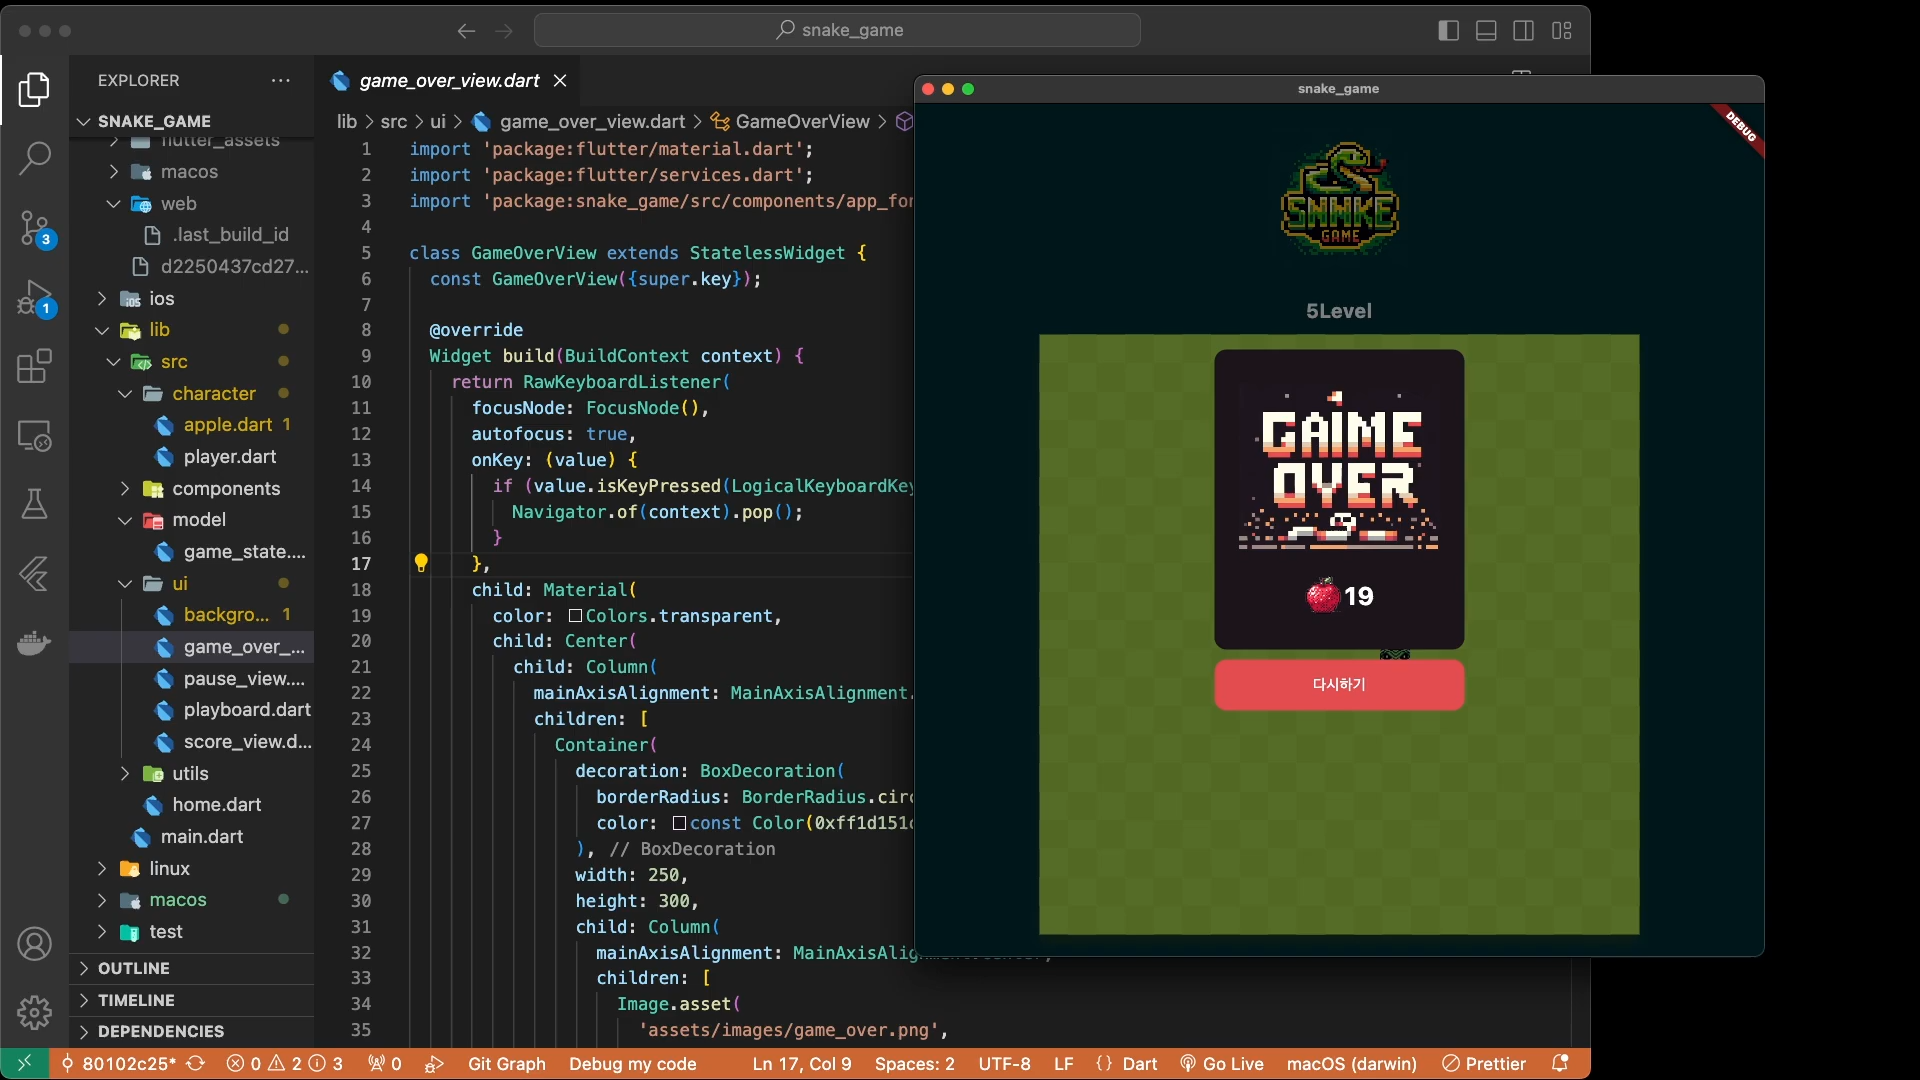 snake_game
EXPLORER
SNAKE_GAME
flutter_assets
macos
web
.last_build_id
d2250437cd27...
ios
lib
src
character
apple.dart 1
player.dart
components
model
game_state....
ui
backgro... 1
game_over_...
pause_view....
playboard.dart
score_view.d...
utils
home.dart
main.dart
linux
macos
test
OUTLINE
TIMELINE
DEPENDENCIES
3
1
game_over_view.dart
lib > src > ui > game_over_view.dart > GameOverView >
1 import 'package:flutter/material.dart';
2 import 'package:flutter/services.dart';
3 import 'package:snake_game/src/components/app_for
4
5 class GameOverView extends StatelessWidget {
6 const GameOverView({super.key});
7
8 @override
9 Widget build(BuildContext context) {
10 return RawKeyboardListener(
11 focusNode: FocusNode(),
12 autofocus: true,
13 onKey: (value) {
14 if (value.isKeyPressed(LogicalKeyboardKey
15 Navigator.of(context).pop();
16 }
17 },
18 child: Material(
19 color: Colors.transparent,
20 child: Center(
21 child: Column(
22 mainAxisAlignment: MainAxisAlignment.
23 children: [
24 Container(
25 decoration: BoxDecoration(
26 borderRadius: BorderRadius.circ
27 color: const Color(0xff1d151c
28 ), // BoxDecoration
29 width: 250,
30 height: 300,
31 child: Column(
32 mainAxisAlignment: MainAxisAlig
33 children: [
34 Image.asset(
35 'assets/images/game_over.png',
snake_game
DEBUG
SNAKE
GAME
5Level
GAIME
OVER
19
다시하기
80102c25* 0 2 3 0 Git Graph Debug my code Ln 17, Col 9 Spaces: 2 UTF-8 LF {} Dart Go Live macOS (darwin) Prettier